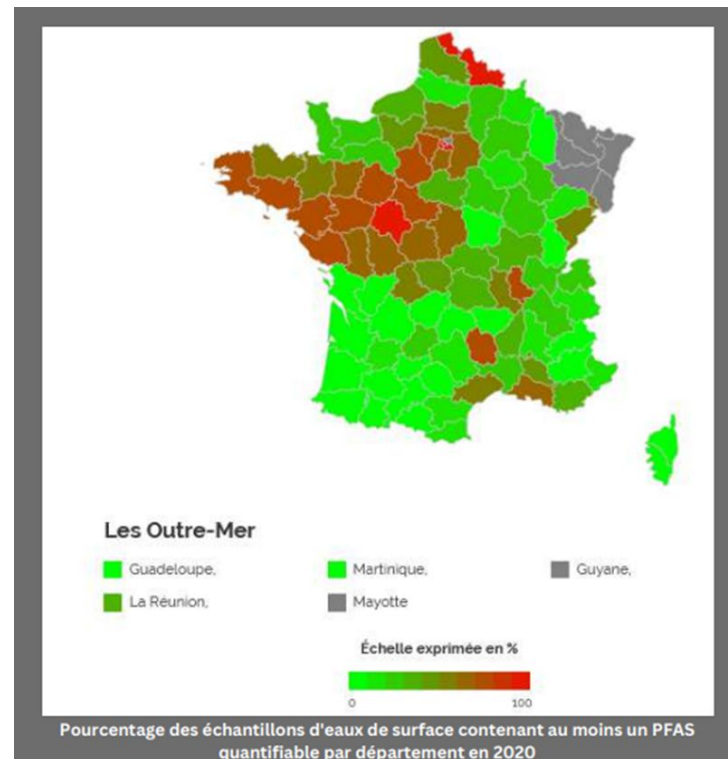 Les Outre-Mer
Guadeloupe,
Martinique,
Guyane,
La Réunion,
Mayotte
Échelle exprimée en %
0
100
Pourcentage des échantillons d'eaux de surface contenant au moins un PFAS
quantifiable par département en 2020